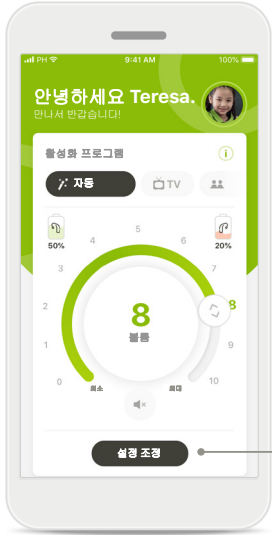 9:41 AM
100%
안녕하세요 Teresa.
만나서 반갑습니다!
활성화 프로그램
i
자동
TV
50%
20%
0
1
2
3
4
5
6
7
8
9
10
8
볼륨
최소
최대
설정 조정